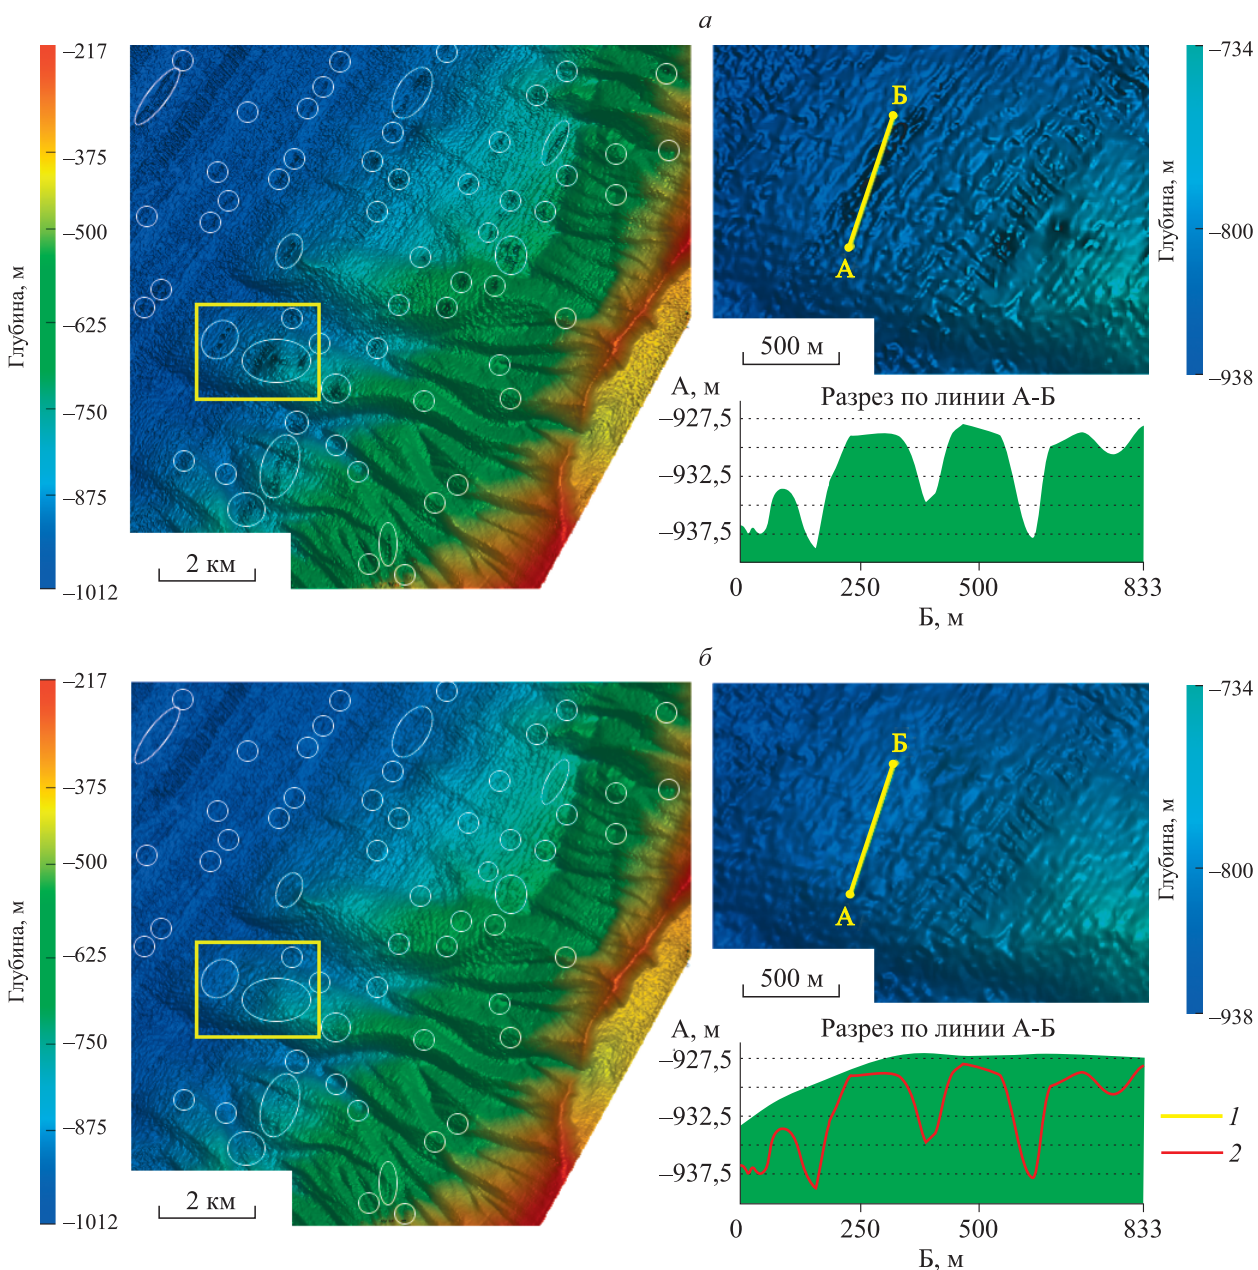 а
–217
–375
–500
–625
–750
–875
–1012
Глубина, м
2 км
Б
А
500 м
–734
–800
–938
Глубина, м
А, м
Разрез по линии А-Б
–927,5
–932,5
–937,5
0
250
500
833
Б, м
б
–217
–375
–500
–625
–750
–875
–1012
Глубина, м
2 км
Б
А
500 м
–734
–800
–938
Глубина, м
А, м
Разрез по линии А-Б
–927,5
–932,5
–937,5
0
250
500
833
Б, м
1
2